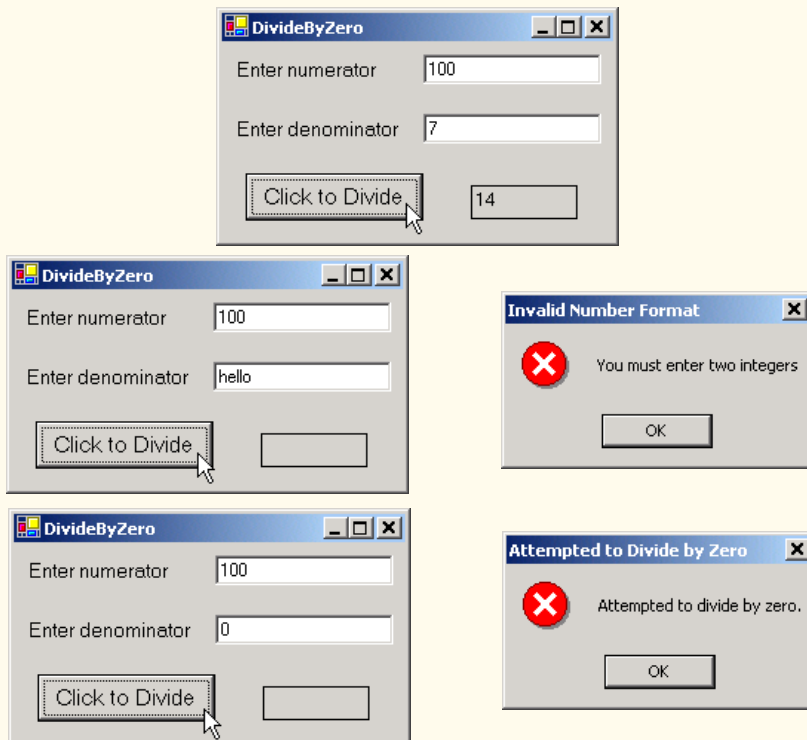 DivideByZero
Enter numerator 100
Enter denominator 7
Click to Divide 14
DivideByZero
Enter numerator 100
Enter denominator hello
Click to Divide
Invalid Number Format
You must enter two integers
OK
DivideByZero
Enter numerator 100
Enter denominator 0
Click to Divide
Attempted to Divide by Zero
Attempted to divide by zero.
OK